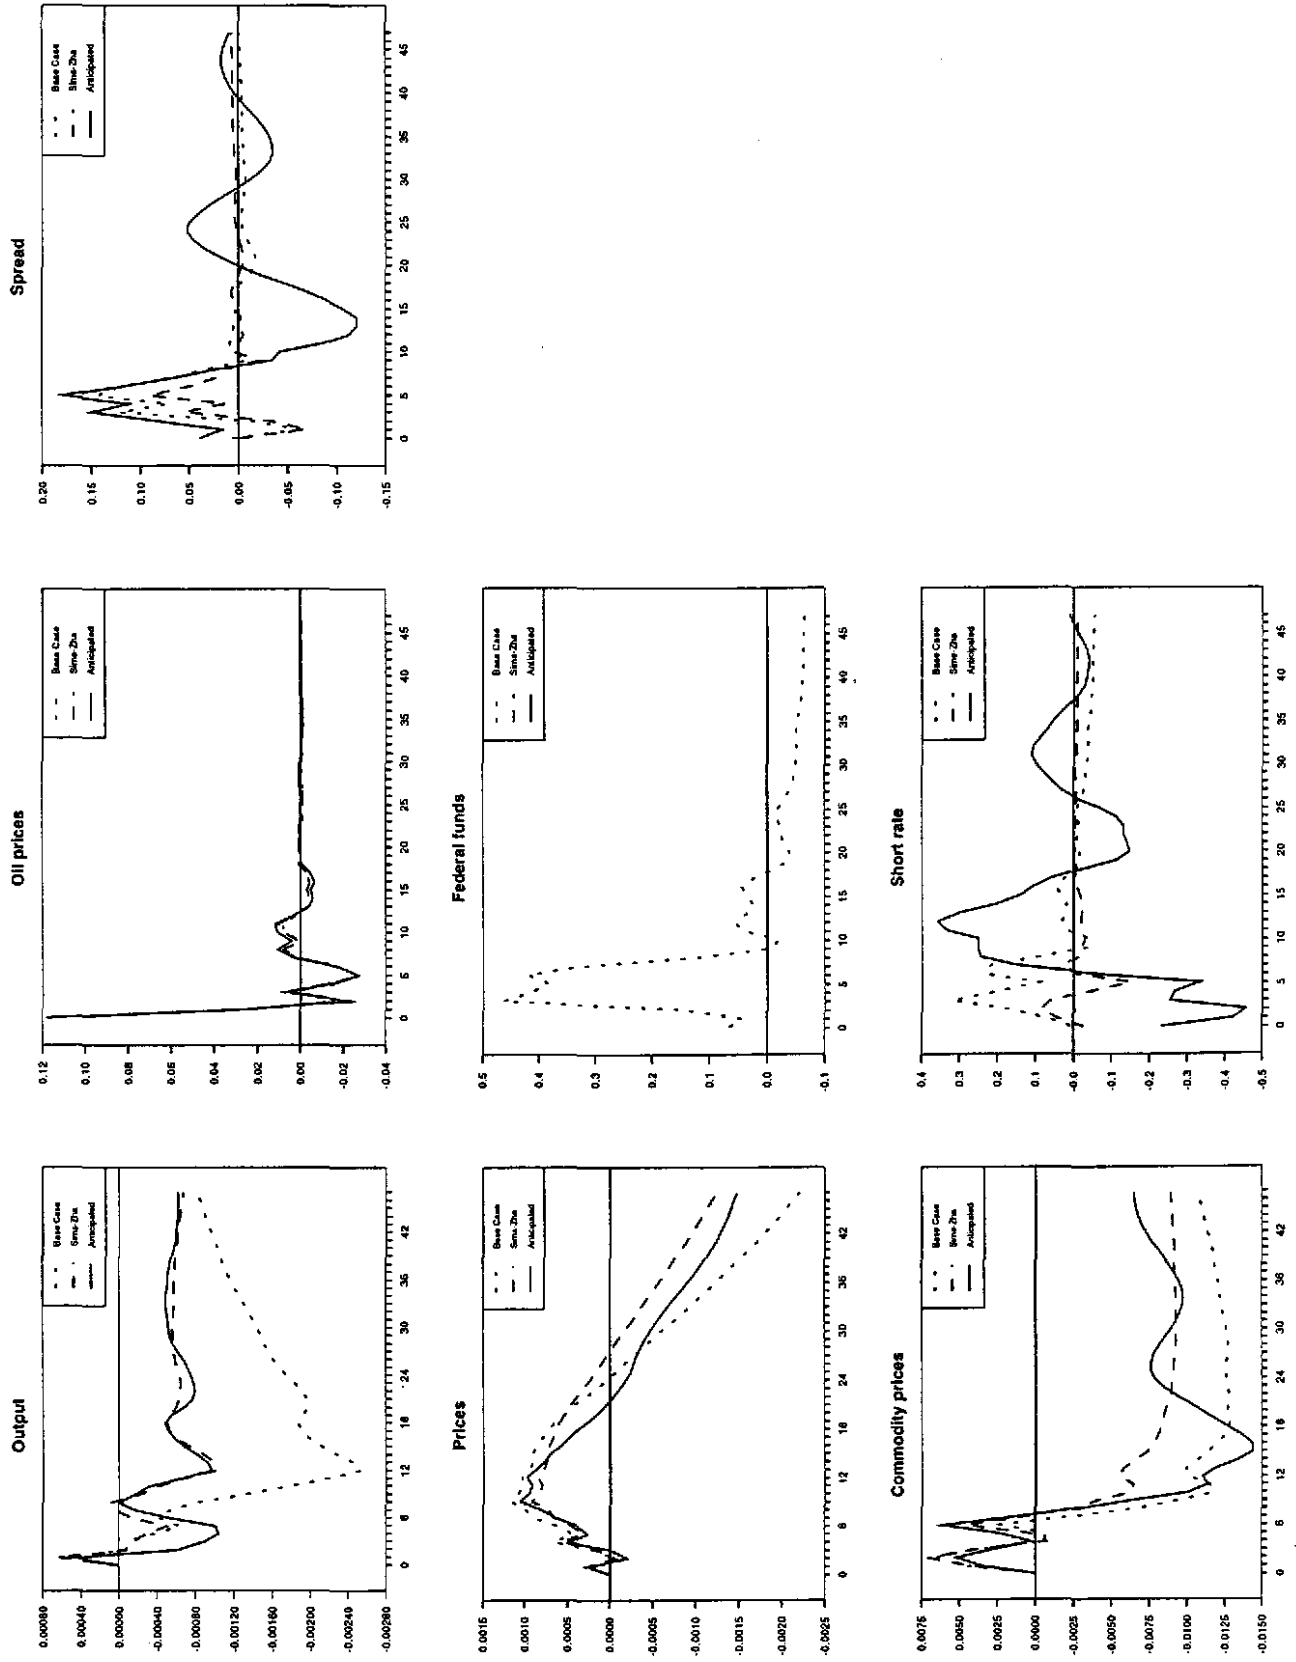 Output
Base Case
Sims-Zha
Anticipated
0.00080
0.00040
0.00000
-0.00040
-0.00080
-0.00120
-0.00160
-0.00200
-0.00240
-0.00280
0 6 12 18 24 30 36 42
Oil prices
Base Case
Sims-Zha
Anticipated
0.12
0.10
0.08
0.06
0.04
0.02
0.00
-0.02
-0.04
0 5 10 15 20 25 30 35 40 45
Spread
Base Case
Sims-Zha
Anticipated
0.20
0.15
0.10
0.05
0.00
-0.05
-0.10
-0.15
0 5 10 15 20 25 30 35 40 45
Prices
Base Case
Sims-Zha
Anticipated
0.0015
0.0010
0.0005
0.0000
-0.0005
-0.0010
-0.0015
-0.0020
-0.0025
0 6 12 18 24 30 36 42
Federal funds
Base Case
Sims-Zha
Anticipated
0.5
0.4
0.3
0.2
0.1
0.0
-0.1
0 5 10 15 20 25 30 35 40 45
Commodity prices
Base Case
Sims-Zha
Anticipated
0.0075
0.0050
0.0025
0.0000
-0.0025
-0.0050
-0.0075
-0.0100
-0.0125
-0.0150
0 6 12 18 24 30 36 42
Short rate
Base Case
Sims-Zha
Anticipated
0.4
0.3
0.2
0.1
-0.0
-0.1
-0.2
-0.3
-0.4
-0.5
0 5 10 15 20 25 30 35 40 45